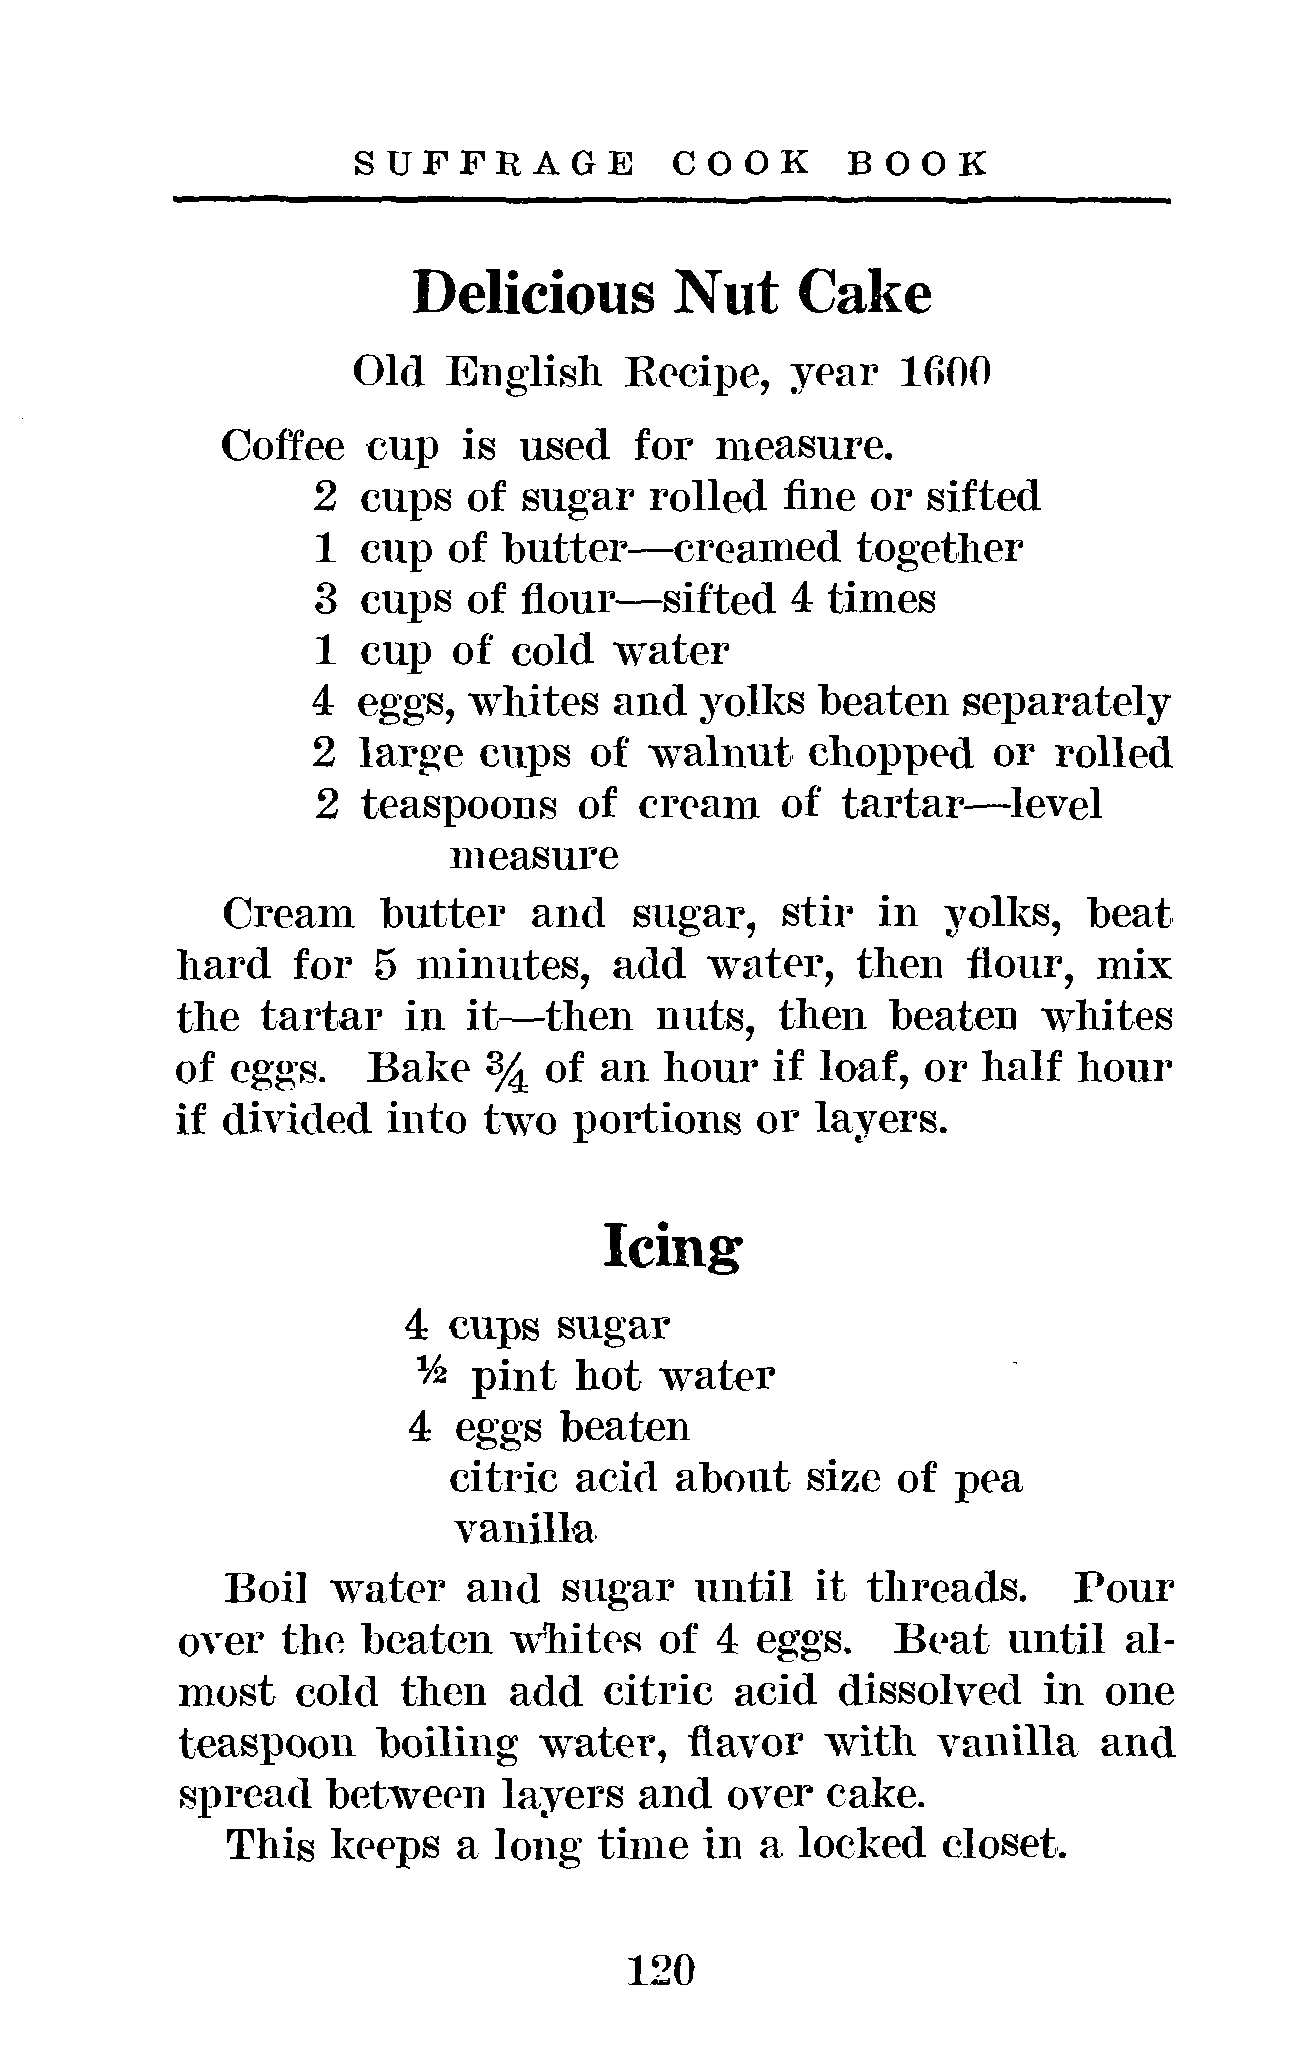 SUFFRAGE COOK BOOK
Delicious Nut Cake
Old English Recipe, year 1600
Coffee cup is used for measure.
2 cups of sugar rolled fine or sifted
1 cup of butter—creamed together
3 cups of flour—sifted 4 times
1 cup of cold water
4 eggs, whites and yolks beaten separately
2 large cups of walnut chopped or rolled
2 teaspoons of cream of tartar—level
measure
Cream butter and sugar, stir in yolks, beat
hard for 5 minutes, add water, then flour, mix
the tartar in it—then nuts, then beaten whites
of eggs. Bake ¾ of an hour if loaf, or half hour
if divided into two portions or layers.
Icing
4 cups sugar
½ pint hot water
4 eggs beaten
citric acid about size of pea
vanilla
Boil water and sugar until it threads. Pour
over the beaten whites of 4 eggs. Beat until al-
most cold then add citric acid dissolved in one
teaspoon boiling water, flavor with vanilla and
spread between layers and over cake.
This keeps a long time in a locked closet.
120